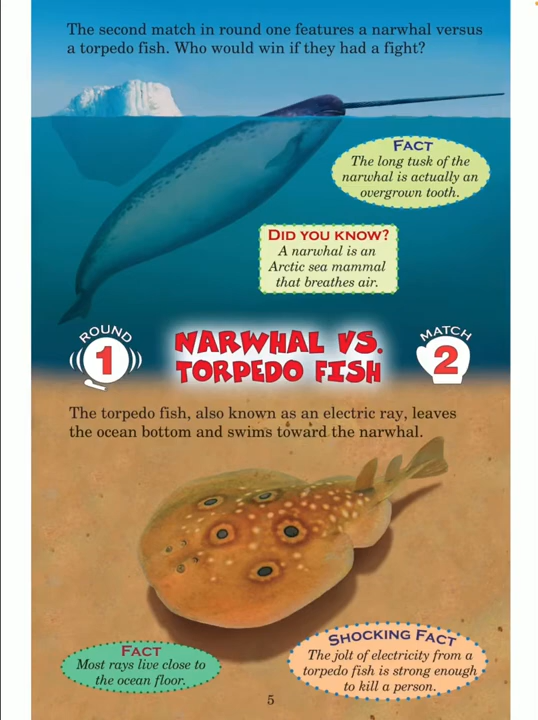 The second match in round one features a narwhal versus
a torpedo fish. Who would win if they had a fight?
FACT
The long tusk of the
narwhal is actually an
overgrown tooth.
DID YOU KNOW?
A narwhal is an
Arctic sea mammal
that breathes air.
ROUND
1
NARWHAL VS.
TORPEDO FISH
MATCH
2
The torpedo fish, also known as an electric ray, leaves
the ocean bottom and swims toward the narwhal.
FACT
Most rays live close to
the ocean floor.
SHOCKING FACT
The jolt of electricity from a
torpedo fish is strong enough
to kill a person.
5